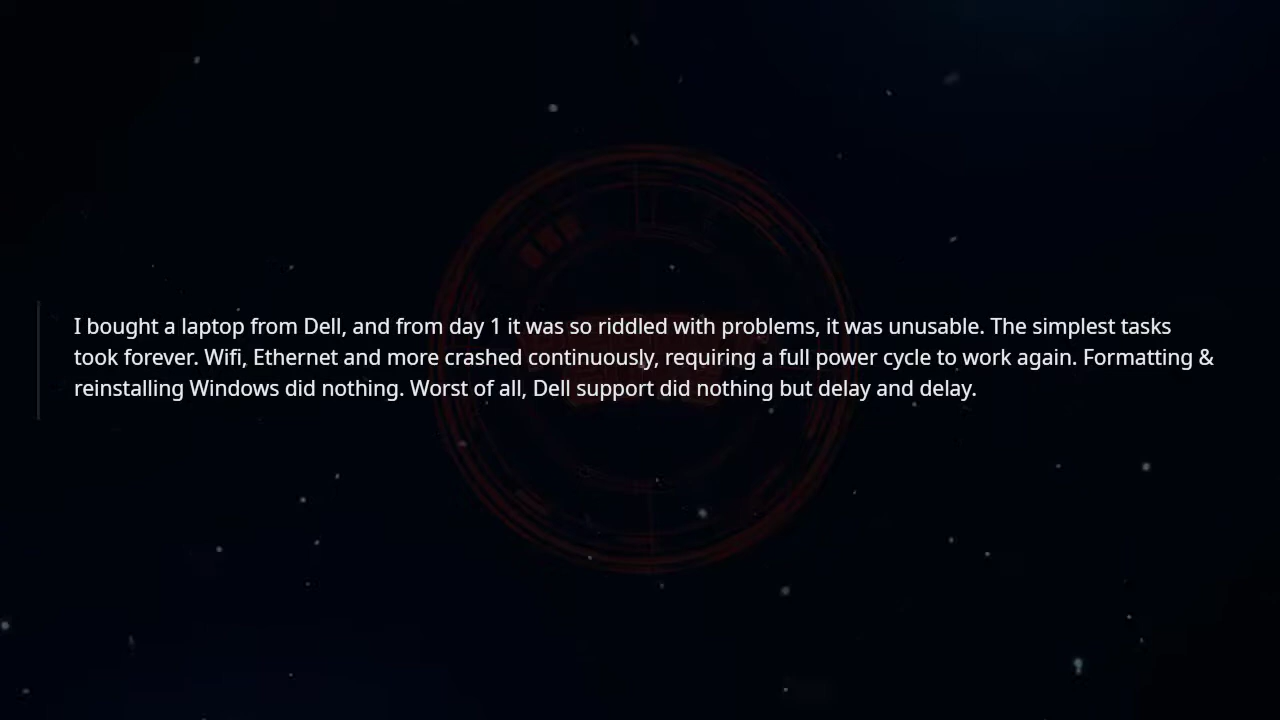 I bought a laptop from Dell, and from day 1 it was so riddled with problems, it was unusable. The simplest tasks
took forever. Wifi, Ethernet and more crashed continuously, requiring a full power cycle to work again. Formatting &
reinstalling Windows did nothing. Worst of all, Dell support did nothing but delay and delay.